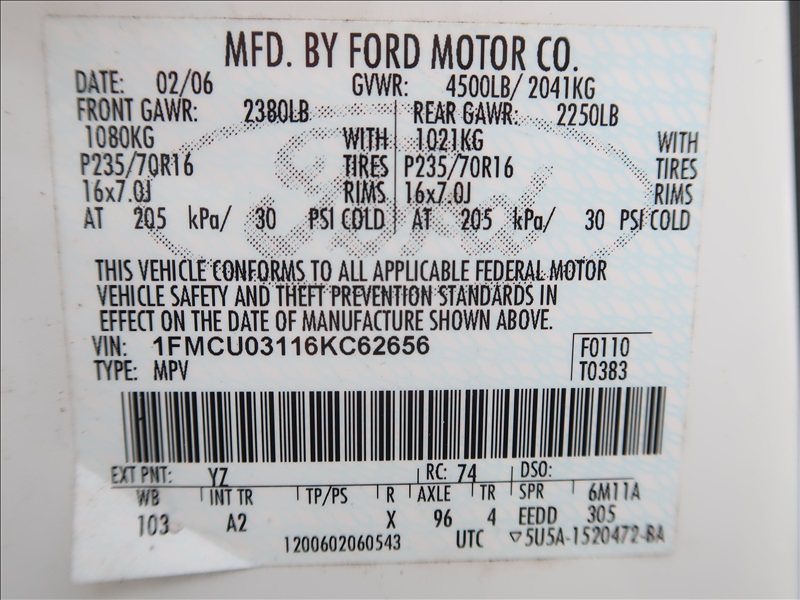 MFD. BY FORD MOTOR CO.
DATE: 02/06 GVWR: 4500LB/ 2041KG
FRONT GAWR: 2380LB REAR GAWR: 2250LB
1080KG WITH 1021KG WITH
P235/70R16 TIRES P235/70R16 TIRES
16x7.0J RIMS 16x7.0J RIMS
AT 205 kPa/ 30 PSI COLD AT 205 kPa/ 30 PSI COLD
Ford
THIS VEHICLE CONFORMS TO ALL APPLICABLE FEDERAL MOTOR
VEHICLE SAFETY AND THEFT PREVENTION STANDARDS IN
EFFECT ON THE DATE OF MANUFACTURE SHOWN ABOVE.
VIN: 1FMCU03116KC62656 F0110
TYPE: MPV T0383
EXT PNT: YZ RC: 74 DSO:
WB INT TR TP/PS R AXLE TR SPR 6M11A
103 A2 X 96 4 EEDD 305
1200602060543 UTC ▽5U5A-1520472-BA